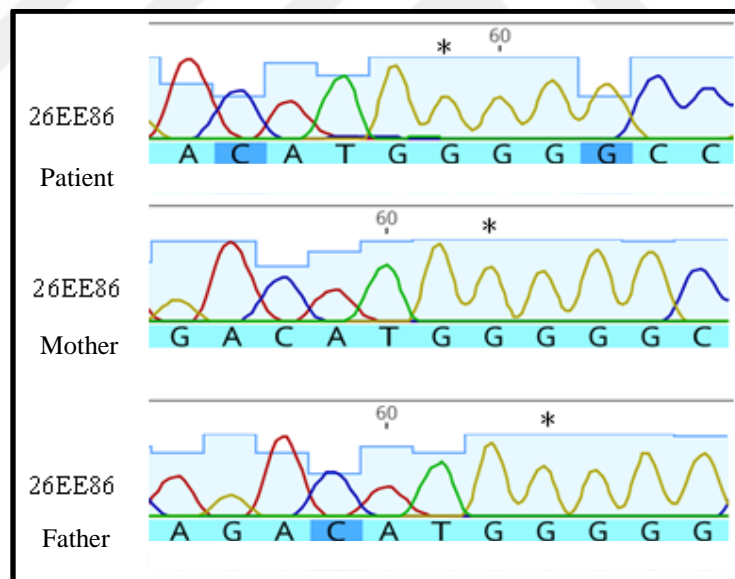 * 60
26EE86
A C A T G G G G G C C
Patient
60 *
26EE86
G A C A T G G G G G C
Mother
60 *
26EE86
A G A C A T G G G G G
Father